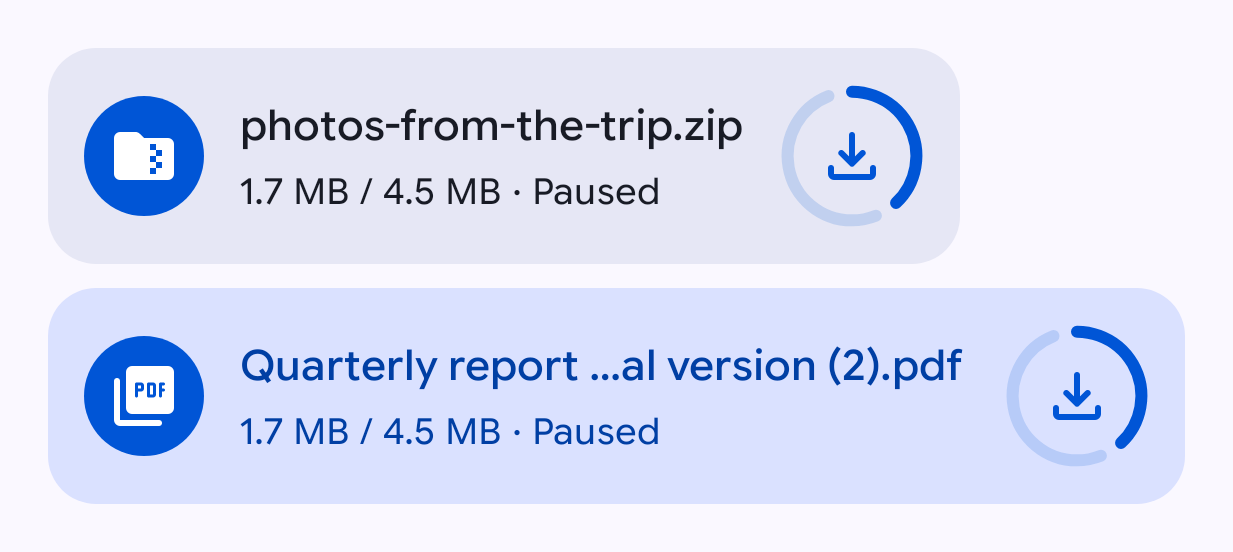 photos-from-the-trip.zip
1.7 MB / 4.5 MB · Paused
PDF
Quarterly report ...al version (2).pdf
1.7 MB / 4.5 MB · Paused